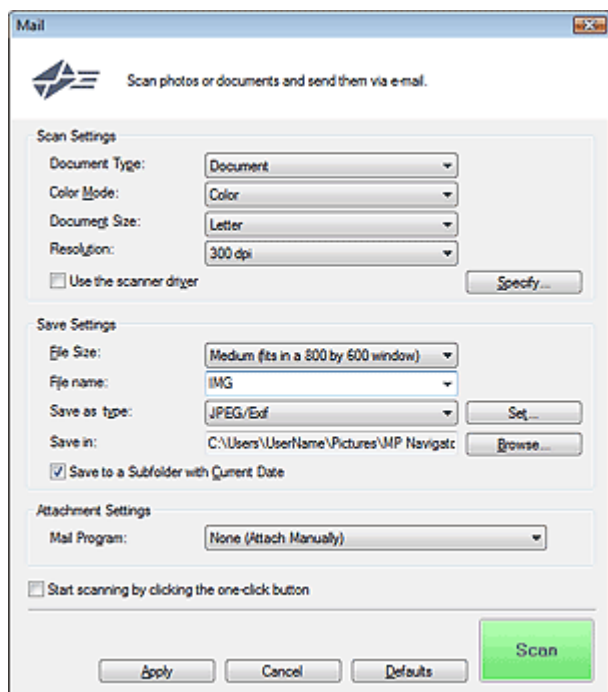 Mail
Scan photos or documents and send them via e-mail.
Scan Settings
Document Type: Document
Color Mode: Color
Document Size: Letter
Resolution: 300 dpi
Use the scanner driver Specify...
Save Settings
File Size: Medium (fits in a 800 by 600 window)
File name: IMG
Save as type: JPEG/Exif Set...
Save in: C:\Users\UserName\Pictures\MP Navigato Browse...
Save to a Subfolder with Current Date
Attachment Settings
Mail Program: None (Attach Manually)
Start scanning by clicking the one-click button
Scan
Apply Cancel Defaults